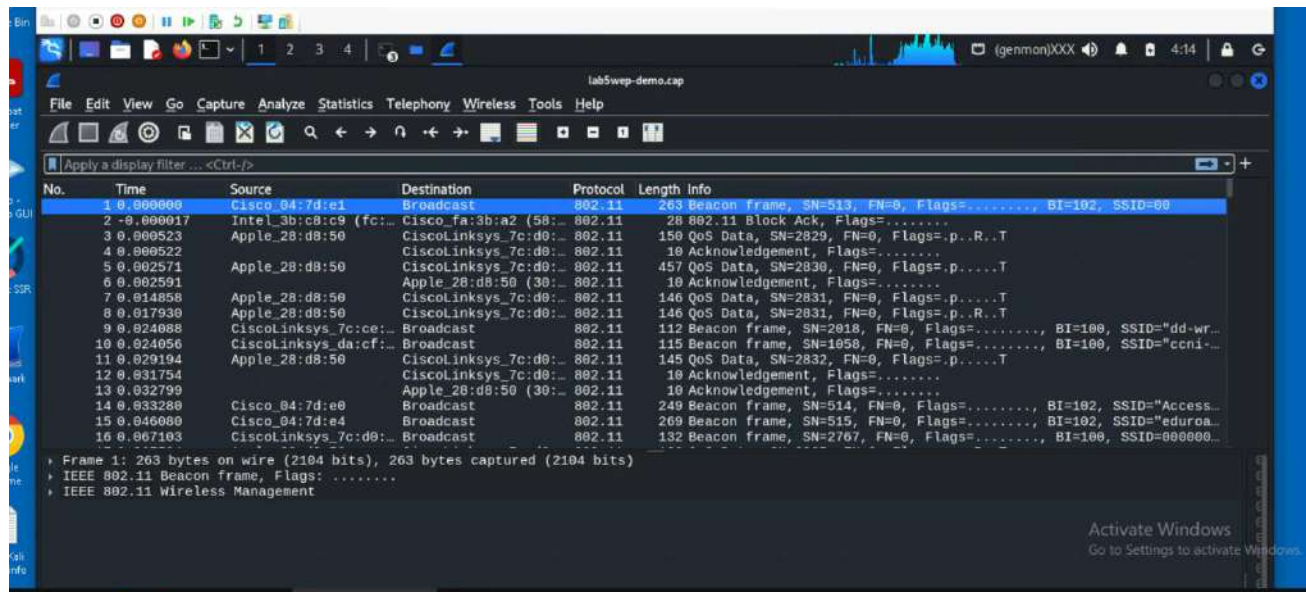 Bin
1 2 3 4 (genmon)XXX 4:14
lab5wep-demo.cap
File Edit View Go Capture Analyze Statistics Telephony Wireless Tools Help
Apply a display filter ... <Ctrl-/>
No. Time Source Destination Protocol Length Info
1 0.000000 Cisco_04:7d:e1 Broadcast 802.11 263 Beacon frame, SN=513, FN=0, Flags=........, BI=102, SSID=00
2 -0.000017 Intel_3b:c8:c9 (fc:… Cisco_fa:3b:a2 (58:… 802.11 28 802.11 Block Ack, Flags=........
3 0.000523 Apple_28:d8:50 CiscoLinksys_7c:d0:… 802.11 150 QoS Data, SN=2829, FN=0, Flags=.p..R..T
4 0.000522 CiscoLinksys_7c:d0:… 802.11 10 Acknowledgement, Flags=........
5 0.002571 Apple_28:d8:50 CiscoLinksys_7c:d0:… 802.11 457 QoS Data, SN=2830, FN=0, Flags=.p.....T
6 0.002591 Apple_28:d8:50 (30:… 802.11 10 Acknowledgement, Flags=........
7 0.014858 Apple_28:d8:50 CiscoLinksys_7c:d0:… 802.11 146 QoS Data, SN=2831, FN=0, Flags=.p.....T
8 0.017930 Apple_28:d8:50 CiscoLinksys_7c:d0:… 802.11 146 QoS Data, SN=2831, FN=0, Flags=.p.....T
9 0.024088 CiscoLinksys_7c:ce:… Broadcast 802.11 112 Beacon frame, SN=2018, FN=0, Flags=........, BI=100, SSID="dd-wr…
10 0.024056 CiscoLinksys_da:cf:… Broadcast 802.11 115 Beacon frame, SN=1058, FN=0, Flags=........, BI=100, SSID="ccni-…
11 0.029194 Apple_28:d8:50 CiscoLinksys_7c:d0:… 802.11 145 QoS Data, SN=2832, FN=0, Flags=.p.....T
12 0.031754 CiscoLinksys_7c:d0:… 802.11 10 Acknowledgement, Flags=........
13 0.032799 Apple_28:d8:50 (30:… 802.11 10 Acknowledgement, Flags=........
14 0.033280 Cisco_04:7d:e0 Broadcast 802.11 249 Beacon frame, SN=514, FN=0, Flags=........, BI=102, SSID="Access…
15 0.046080 Cisco_04:7d:e4 Broadcast 802.11 269 Beacon frame, SN=515, FN=0, Flags=........, BI=102, SSID="eduroa…
16 0.067103 CiscoLinksys_7c:d0:… Broadcast 802.11 132 Beacon frame, SN=2767, FN=0, Flags=........, BI=100, SSID=000000…
Frame 1: 263 bytes on wire (2104 bits), 263 bytes captured (2104 bits)
IEEE 802.11 Beacon frame, Flags: ........
IEEE 802.11 Wireless Management
GUI
SSR
Activate Windows
Go to Settings to activate Windows.